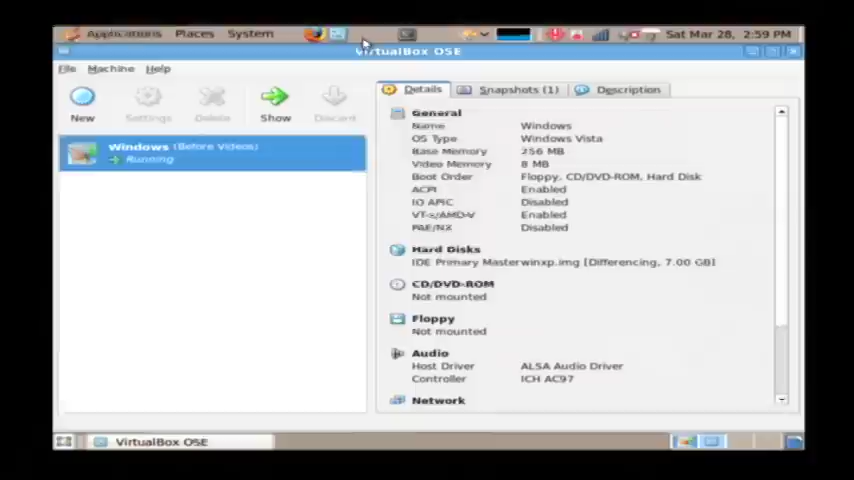 Applications Places System Sat Mar 28, 2:59 PM
VirtualBox OSE
File Machine Help
New Settings Delete Show Discard
Windows (Before Videos)
Running
Details Snapshots (1) Description
General
Name Windows
OS Type Windows Vista
Base Memory 256 MB
Video Memory 8 MB
Boot Order Floppy, CD/DVD-ROM, Hard Disk
ACPI Enabled
IO APIC Disabled
VT-x/AMD-V Enabled
PAE/NX Disabled
Hard Disks
IDE Primary Masterwinxp.img [Differencing, 7.00 GB]
CD/DVD-ROM
Not mounted
Floppy
Not mounted
Audio
Host Driver ALSA Audio Driver
Controller ICH AC97
Network
VirtualBox OSE